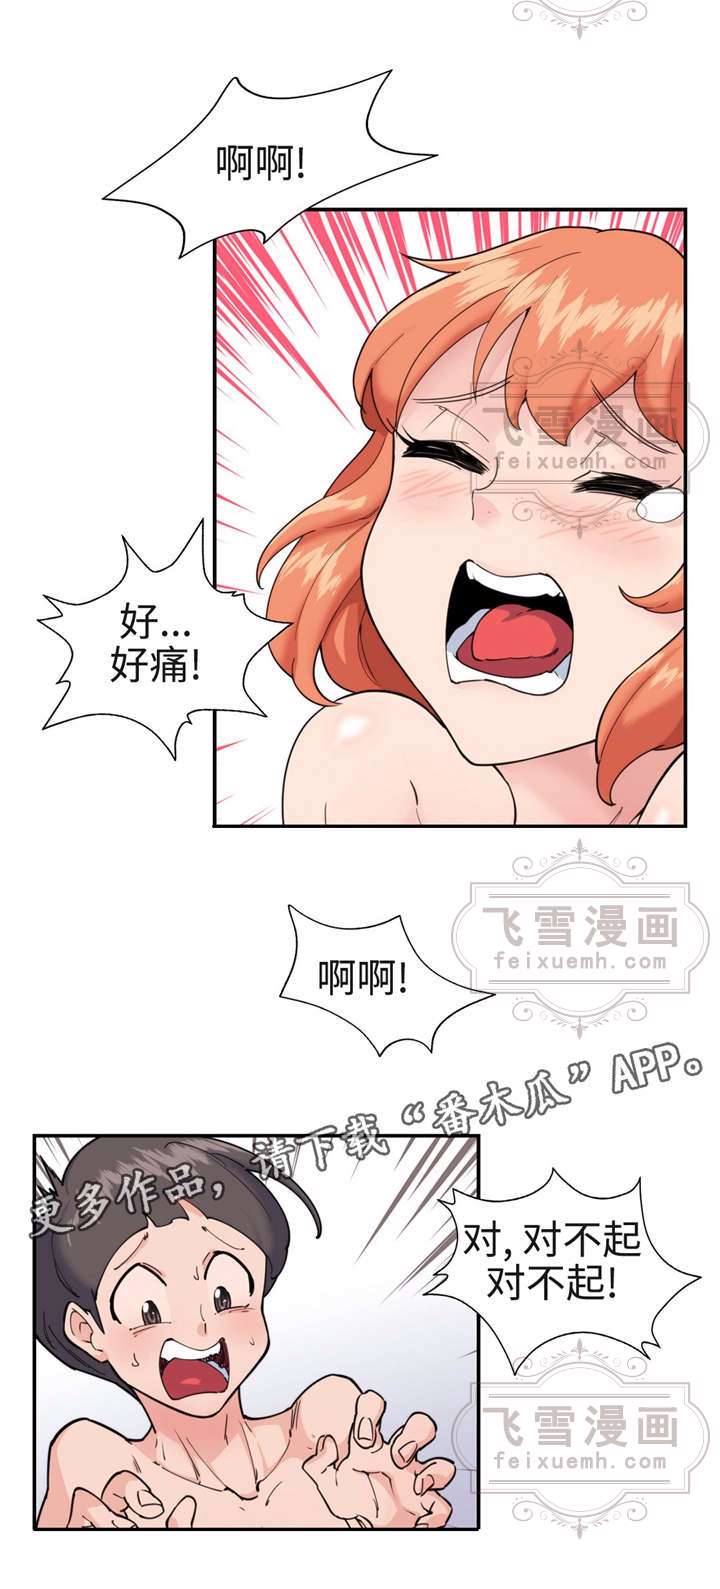 啊啊!
飞雪漫画
feixuemh.com
好...
好痛!
飞雪漫画
feixuemh.com
啊啊!
更多作品，请下载“番木瓜”APP。
对, 对不起
对不起!
飞雪漫画
feixuemh.com